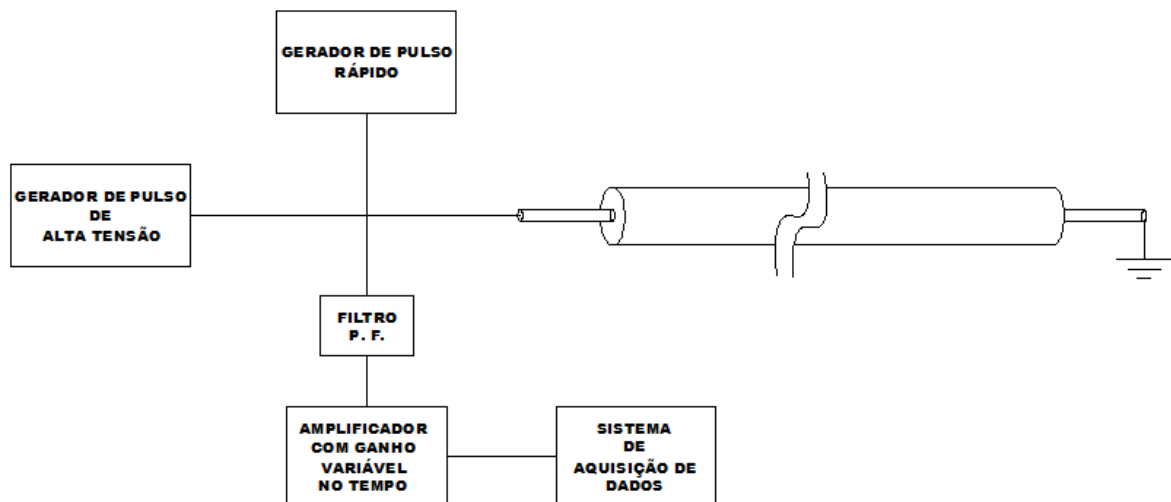 GERADOR DE PULSO
RÁPIDO
GERADOR DE PULSO
DE
ALTA TENSÃO
FILTRO
P. F.
AMPLIFICADOR
COM GANHO
VARIÁVEL
NO TEMPO
SISTEMA
DE
AQUISIÇÃO DE
DADOS